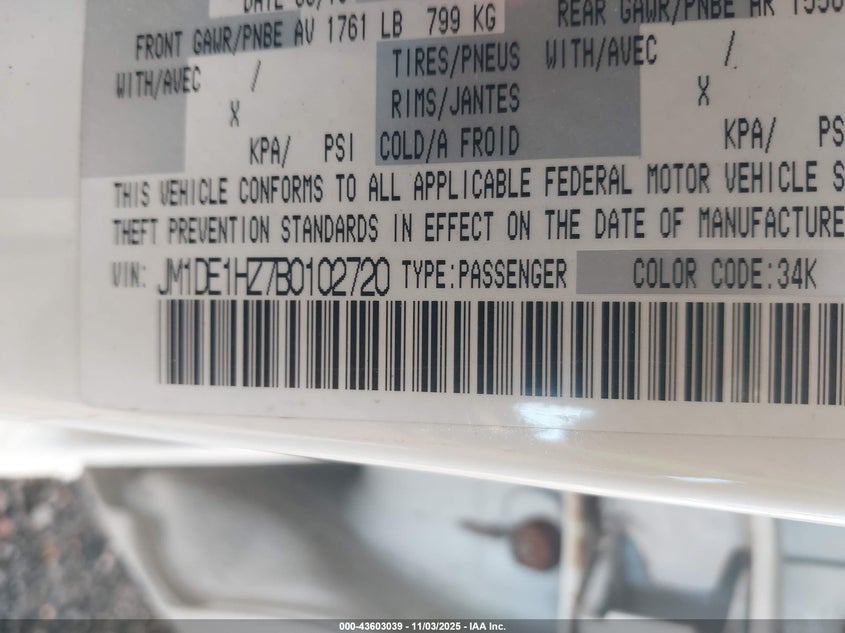 FRONT GAWR/PNBE AV 1761 LB 799 KG
REAR GAWR/PNBE AR
WITH/AVEC /
TIRES/PNEUS WITH/AVEC /
X RIMS/JANTES X
KPA/ PSI COLD/A FROID KPA/ PS
THIS VEHICLE CONFORMS TO ALL APPLICABLE FEDERAL MOTOR VEHICLE S
THEFT PREVENTION STANDARDS IN EFFECT ON THE DATE OF MANUFACTURE
VIN: JM1DE1HZ7B0102720 TYPE:PASSENGER COLOR CODE:34K
000-43603039 - 11/03/2025 - IAA Inc.